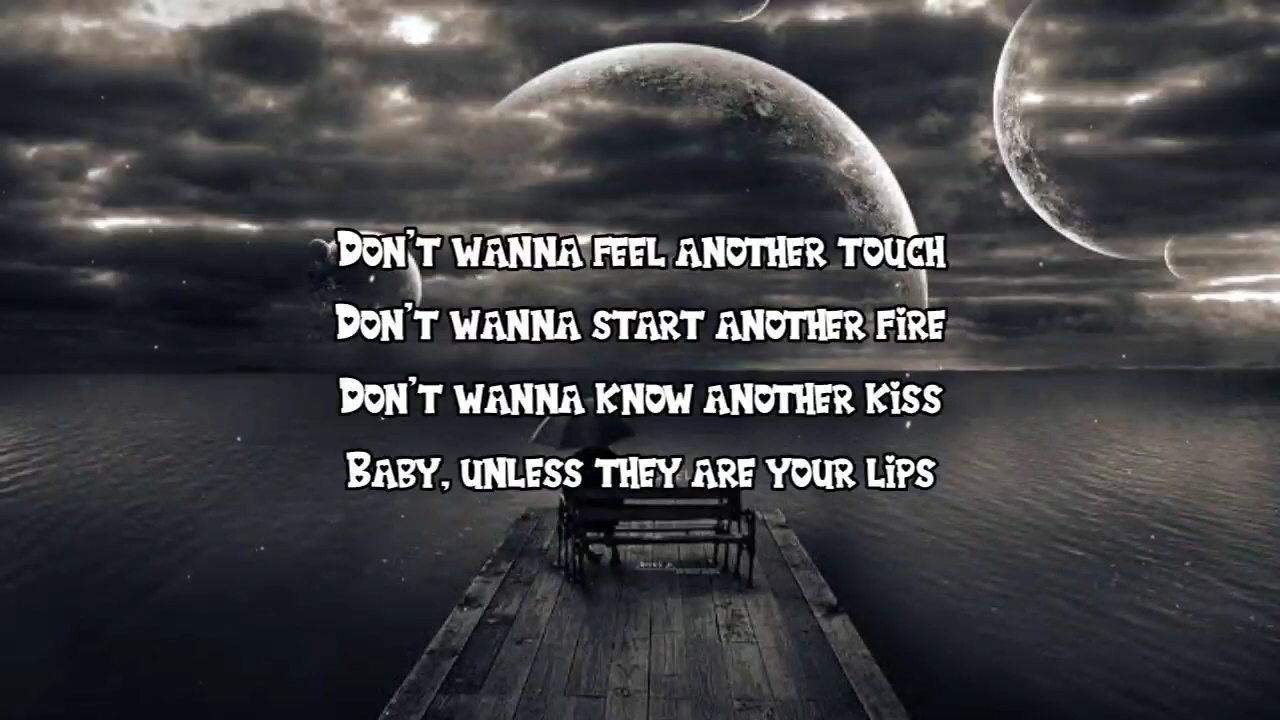 Don't wanna feel another touch
Don't wanna start another fire
Don't wanna know another kiss
Baby, unless they are your lips